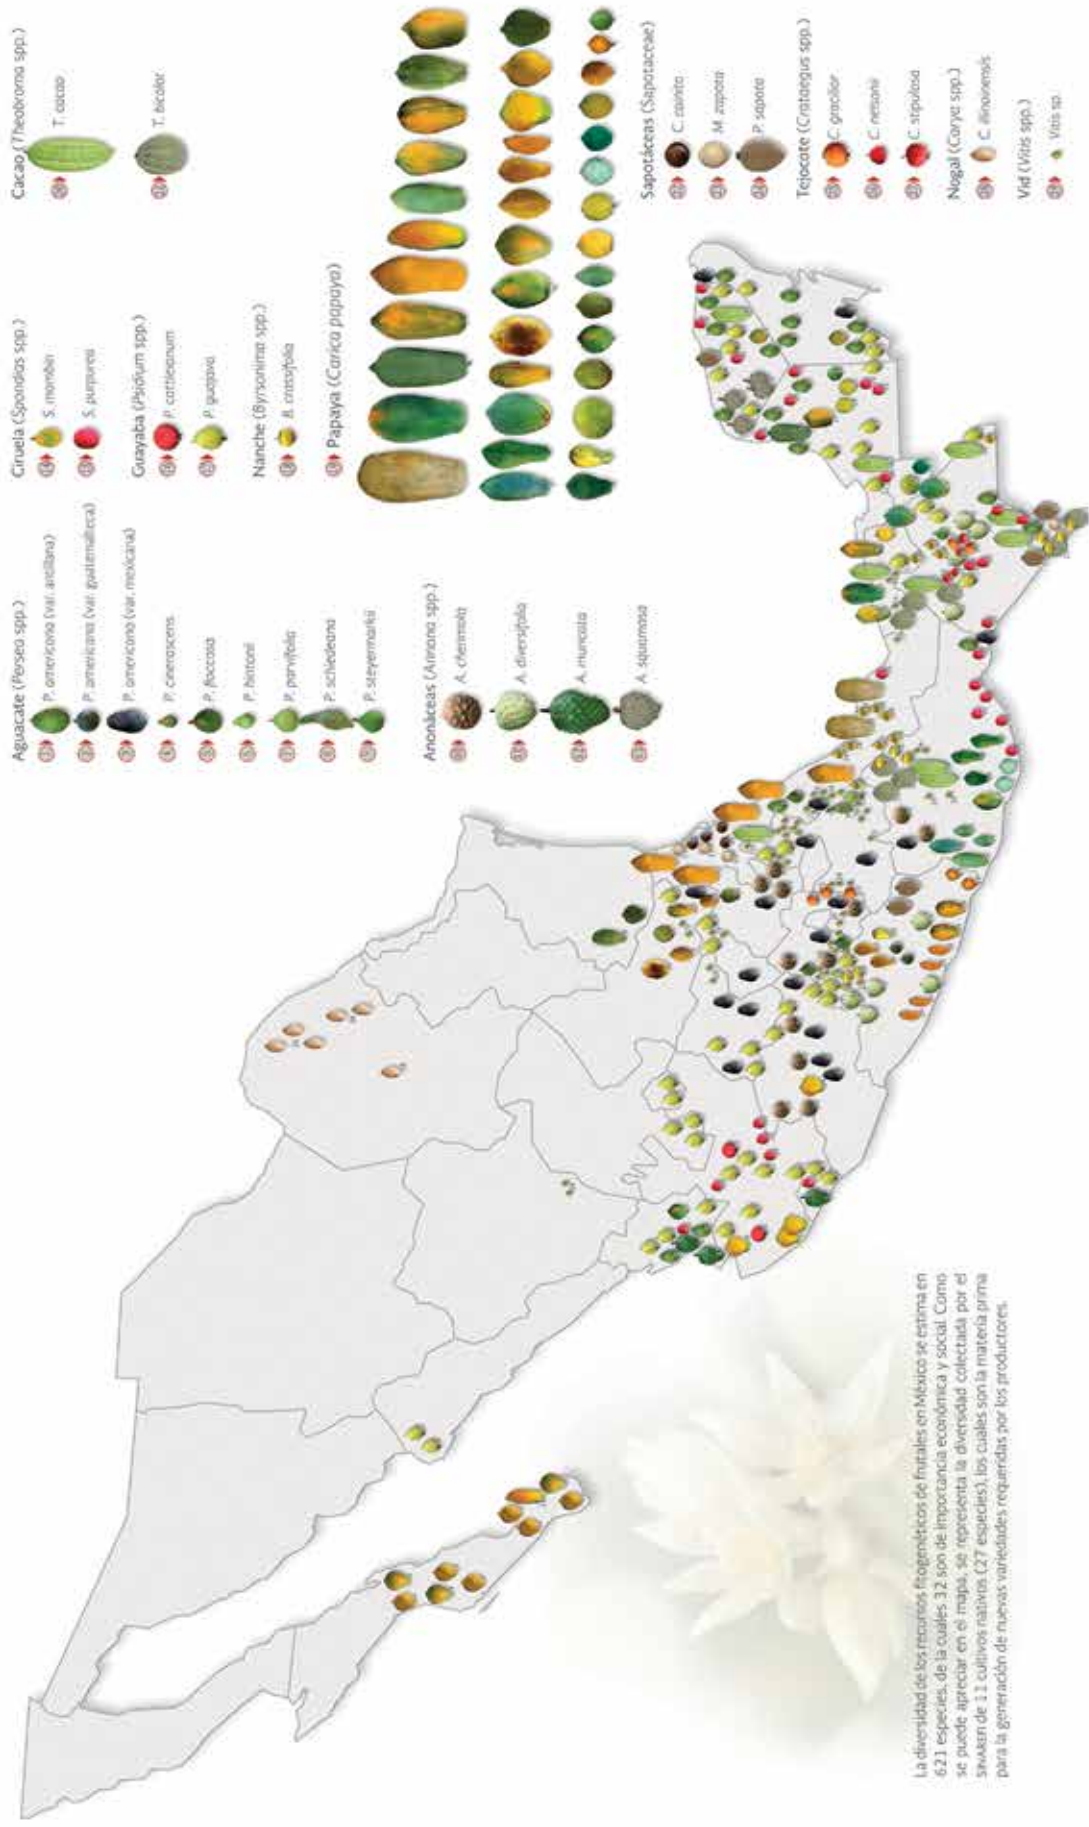 Aguacate (Persea spp.)
P. americana (var. antillana)
P. americana (var. guatemalteca)
P. americana (var. mexicana)
P. cinerascens
P. floccosa
P. hintonii
P. parvifolia
P. schiedeana
P. steyermarkii
Anonáceas (Annona spp.)
A. cherimola
A. diversifolia
A. muricata
A. squamosa
Ciruela (Spondias spp.)
S. mombin
S. purpurea
Guayaba (Psidium spp.)
P. cattleianum
P. guajava
Nanche (Byrsonima spp.)
B. crassifolia
Papaya (Carica papaya)
Cacao (Theobroma spp.)
T. cacao
T. bicolor
Sapotáceas (Sapotaceae)
C. cainito
M. zapota
P. sapota
Tejocote (Crataegus spp.)
C. gracilior
C. nelsonii
C. stipulosa
Nogal (Carya spp.)
C. illinoinensis
Vid (Vitis spp.)
Vitis sp.
La diversidad de los recursos fitogenéticos de frutales en México se estima en
621 especies, de la cuales 32 son de importancia económica y social. Como
se puede apreciar en el mapa, se representa la diversidad colectada por el
SINAREFI de 11 cultivos nativos (27 especies), los cuales son la materia prima
para la generación de nuevas variedades requeridas por los productores.